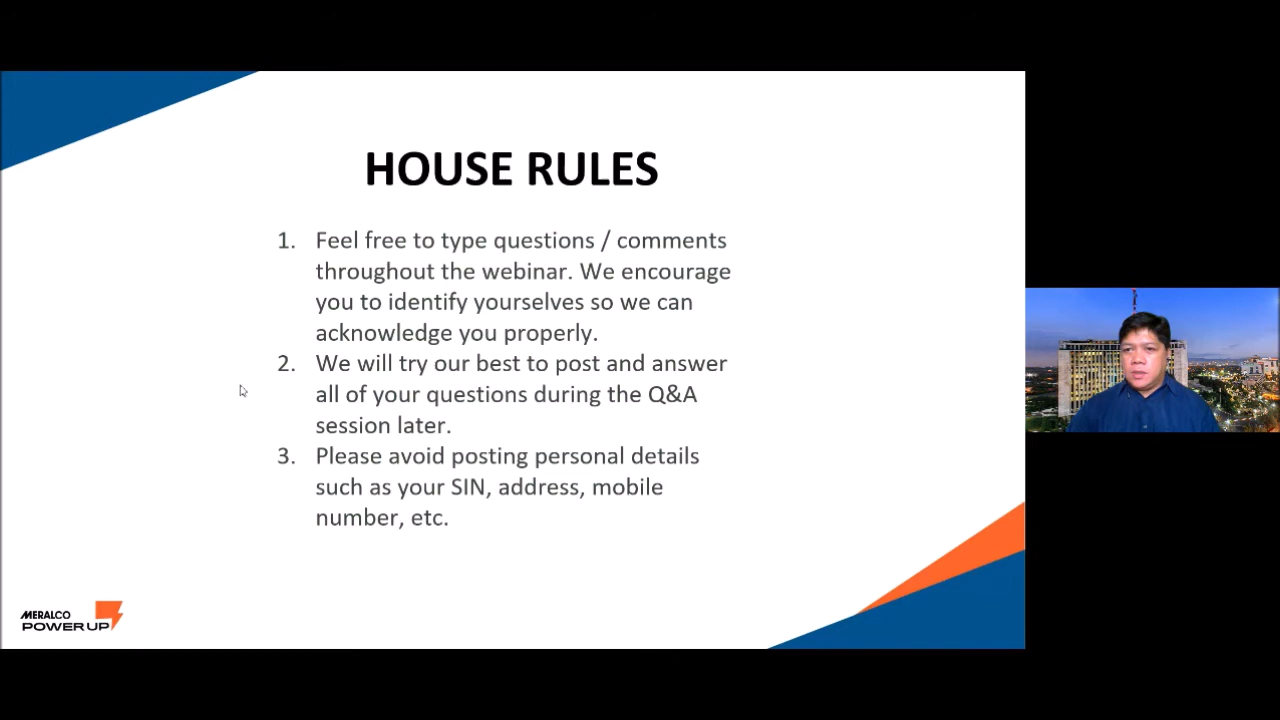 HOUSE RULES
1. Feel free to type questions / comments
throughout the webinar. We encourage
you to identify yourselves so we can
acknowledge you properly.
2. We will try our best to post and answer
all of your questions during the Q&A
session later.
3. Please avoid posting personal details
such as your SIN, address, mobile
number, etc.
MERALCO
POWER UP